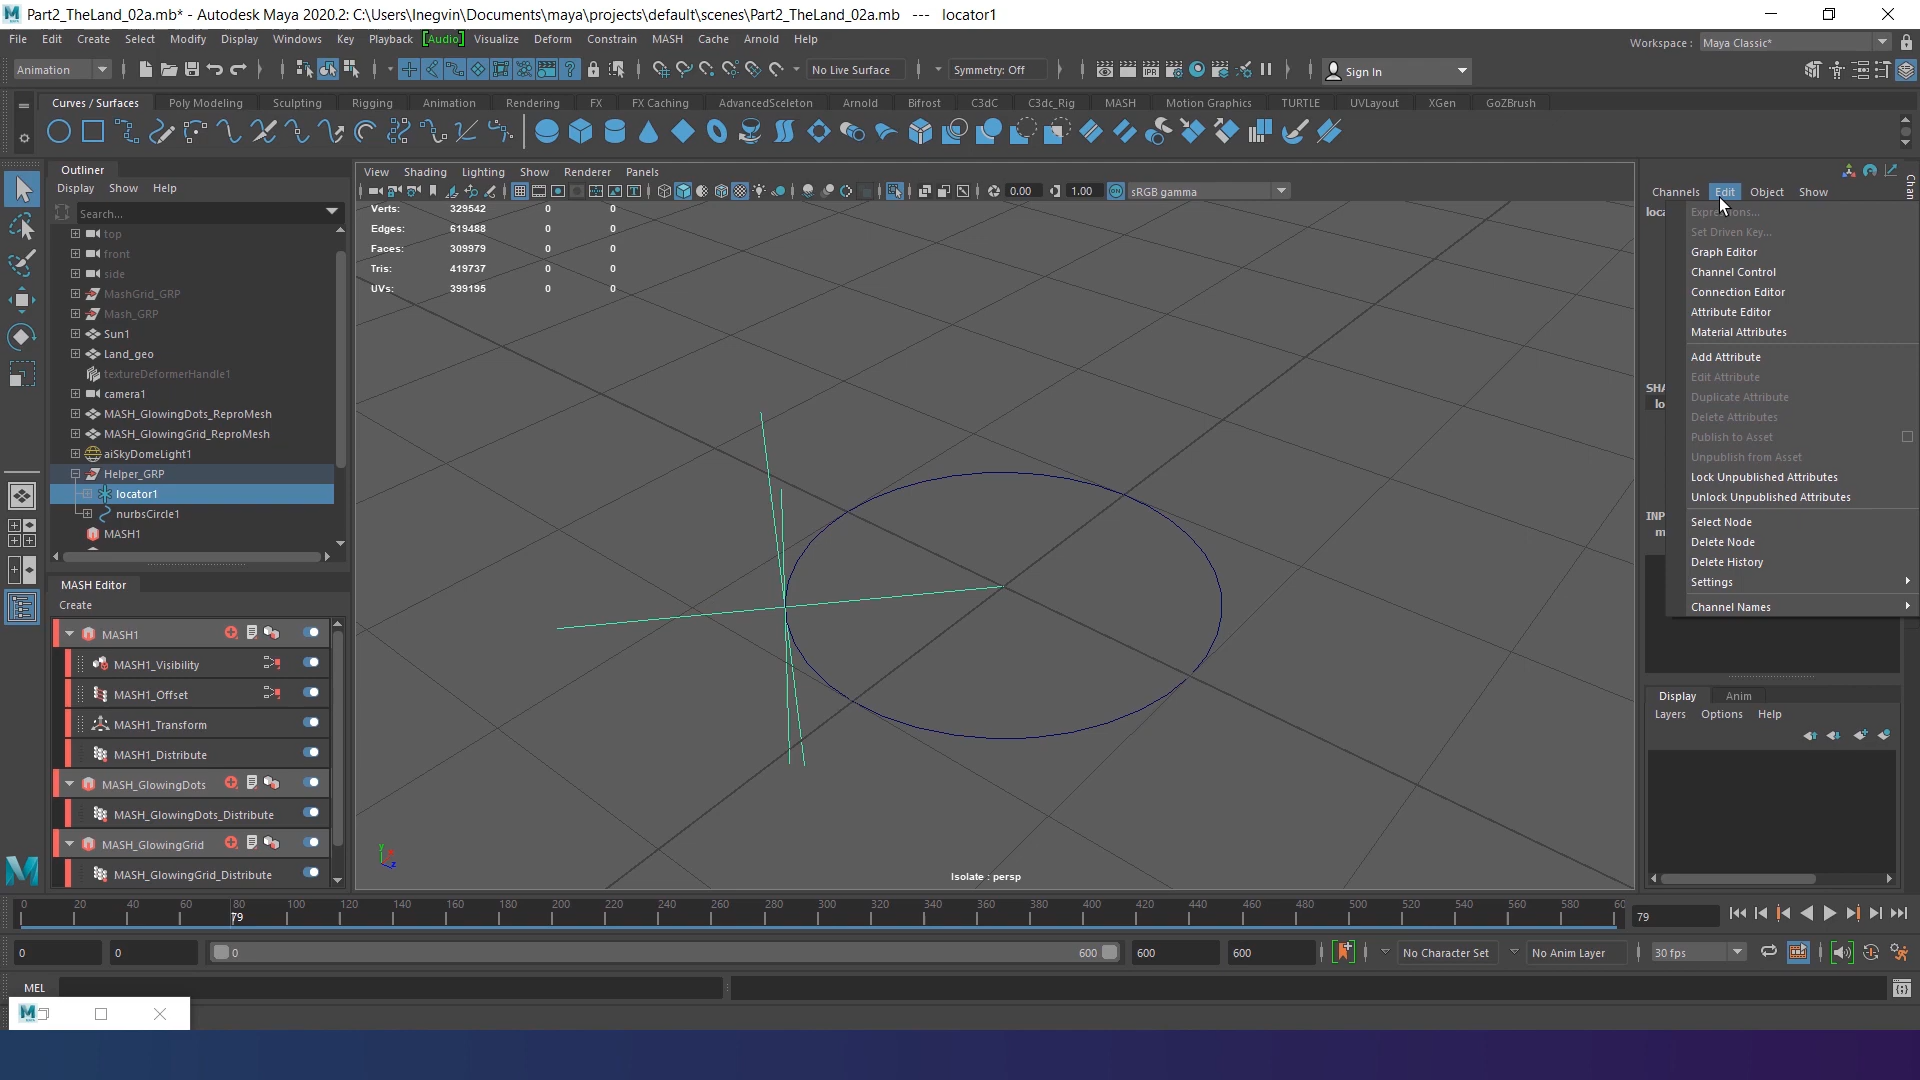 Part2_TheLand_02a.mb* - Autodesk Maya 2020.2: C:\Users\Inegvin\Documents\maya\projects\default\scenes\Part2_TheLand_02a.mb --- locator1
File Edit Create Select Modify Display Windows Key Playback [Audio] Visualize Deform Constrain MASH Cache Arnold Help
Workspace : Maya Classic*
Animation No Live Surface Symmetry: Off Sign In
Curves / Surfaces Poly Modeling Sculpting Rigging Animation Rendering FX FX Caching AdvancedSkeleton Arnold Bifrost C3dC C3dc_Rig MASH Motion Graphics TURTLE UVLayout XGen GoZBrush
Outliner
Display Show Help
Search...
top
front
side
MashGrid_GRP
Mash_GRP
Sun1
Land_geo
textureDeformerHandle1
camera1
MASH_GlowingDots_ReproMesh
MASH_GlowingGrid_ReproMesh
aiSkyDomeLight1
Helper_GRP
locator1
nurbsCircle1
MASH1
MASH Editor
Create
MASH1
MASH1_Visibility
MASH1_Offset
MASH1_Transform
MASH1_Distribute
MASH_GlowingDots
MASH_GlowingDots_Distribute
MASH_GlowingGrid
MASH_GlowingGrid_Distribute
View Shading Lighting Show Renderer Panels
0.00 1.00 ON sRGB gamma
Verts: 329542 0 0
Edges: 619488 0 0
Faces: 309979 0 0
Tris: 419737 0 0
UVs: 399195 0 0
y
z
Isolate : persp
Channels Edit Object Show
Chan
loca
SHA
lo
INP
m
Expressions...
Set Driven Key...
Graph Editor
Channel Control
Connection Editor
Attribute Editor
Material Attributes
Add Attribute
Edit Attribute
Duplicate Attribute
Delete Attributes
Publish to Asset
Unpublish from Asset
Lock Unpublished Attributes
Unlock Unpublished Attributes
Select Node
Delete Node
Delete History
Settings
Channel Names
Display Anim
Layers Options Help
0 20 40 60 80 100 120 140 160 180 200 220 240 260 280 300 320 340 360 380 400 420 440 460 480 500 520 540 560 580 60
79
79
0 0 0 600 600 600 No Character Set No Anim Layer 30 fps
MEL